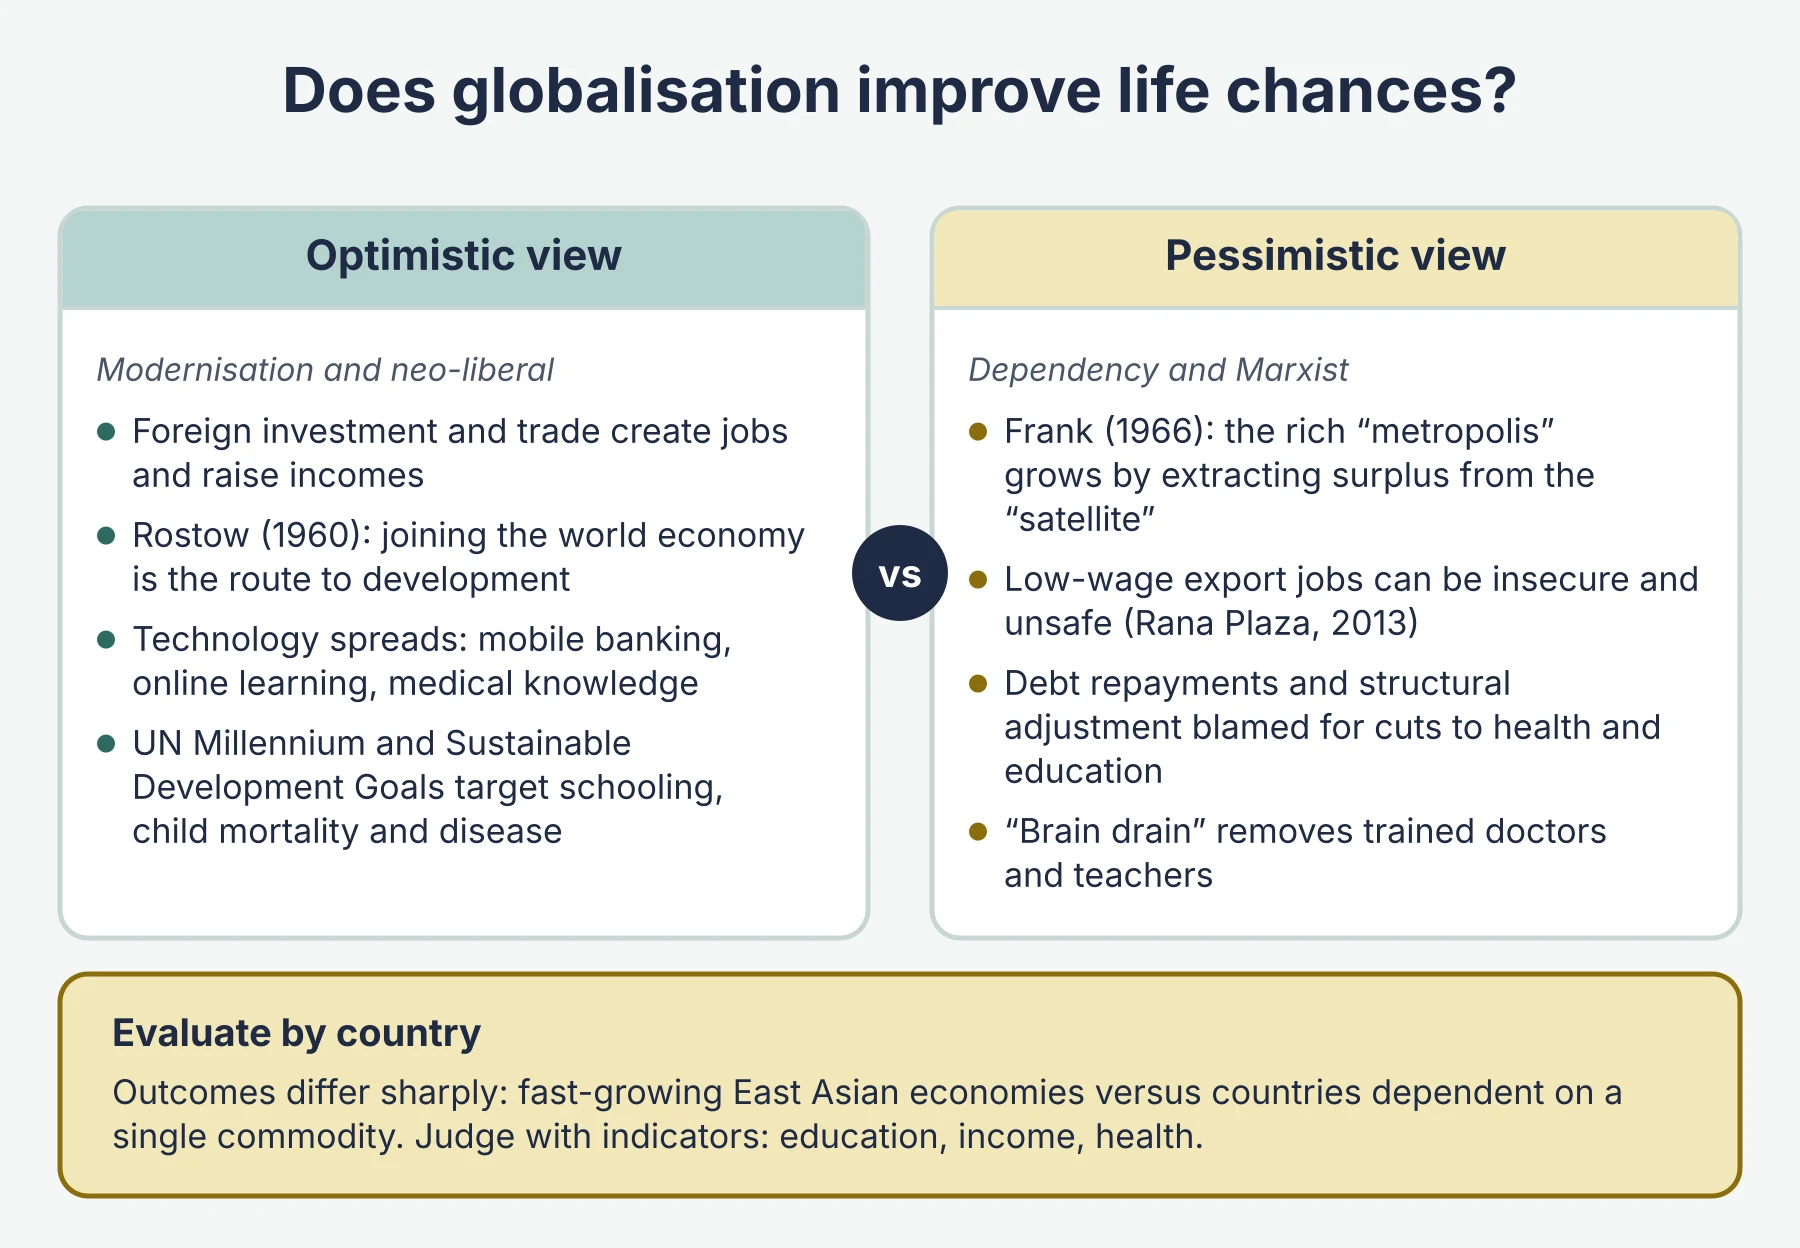 Does globalisation improve life chances?
Optimistic view
Modernisation and neo-liberal
Foreign investment and trade create jobs
and raise incomes
Rostow (1960): joining the world economy
is the route to development
Technology spreads: mobile banking,
online learning, medical knowledge
UN Millennium and Sustainable
Development Goals target schooling,
child mortality and disease
vs
Pessimistic view
Dependency and Marxist
Frank (1966): the rich “metropolis”
grows by extracting surplus from the
“satellite”
Low-wage export jobs can be insecure and
unsafe (Rana Plaza, 2013)
Debt repayments and structural
adjustment blamed for cuts to health and
education
“Brain drain” removes trained doctors
and teachers
Evaluate by country
Outcomes differ sharply: fast-growing East Asian economies versus countries dependent on a
single commodity. Judge with indicators: education, income, health.